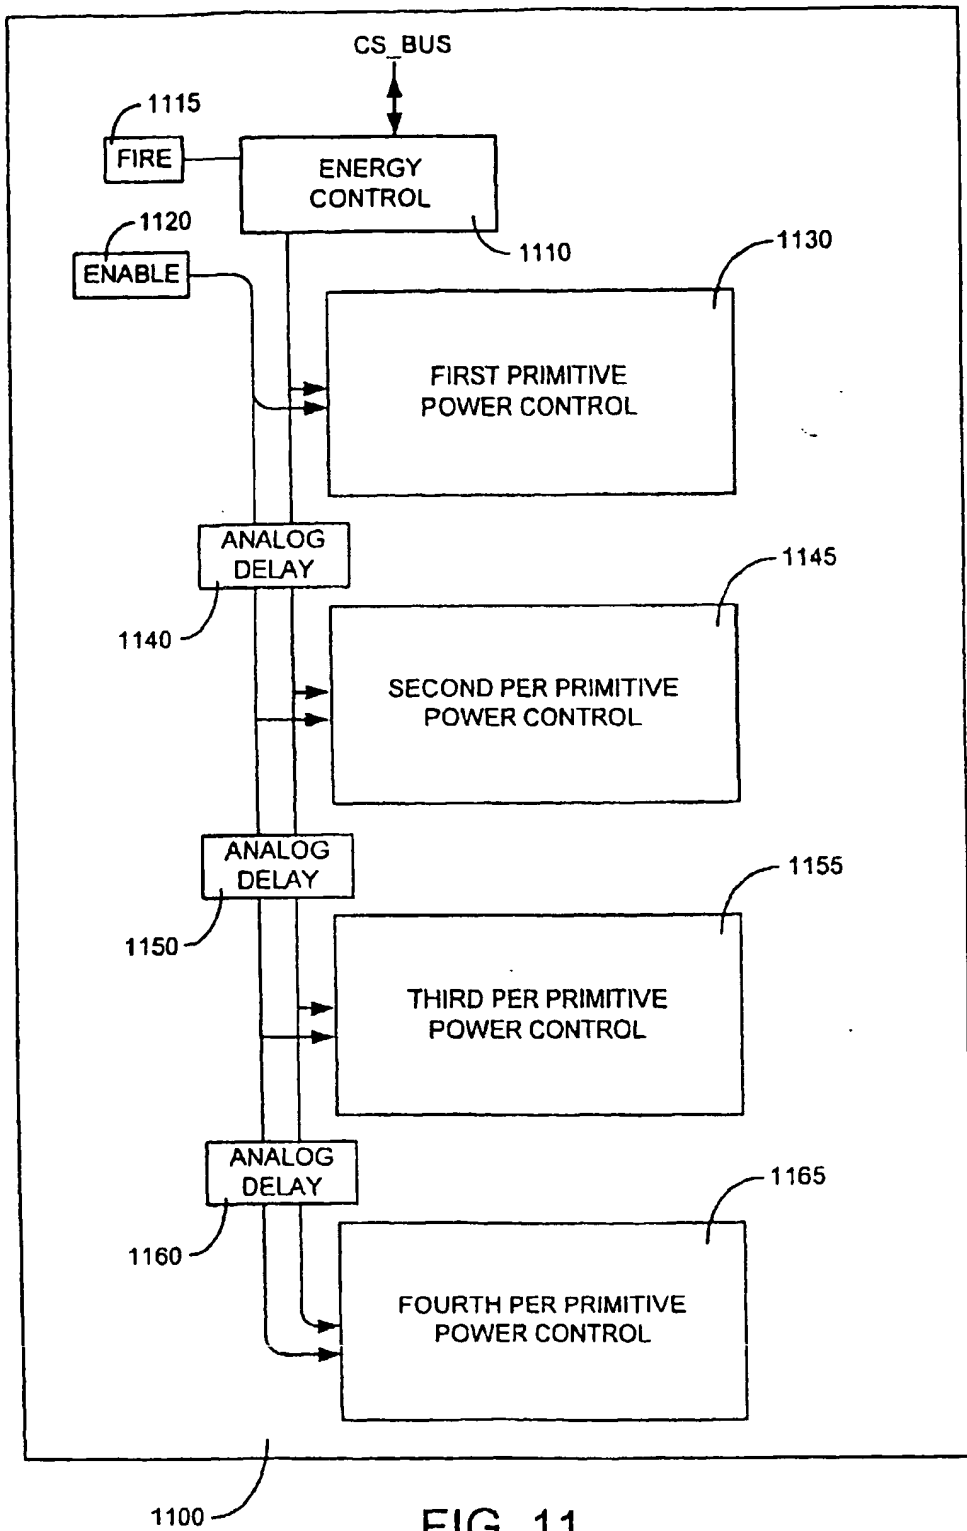 CS_BUS
1115
FIRE
ENERGY
CONTROL
1120
1110
1130
ENABLE
FIRST PRIMITIVE
POWER CONTROL
ANALOG
DELAY
1145
1140
SECOND PER PRIMITIVE
POWER CONTROL
ANALOG
DELAY
1155
1150
THIRD PER PRIMITIVE
POWER CONTROL
ANALOG
DELAY
1165
1160
FOURTH PER PRIMITIVE
POWER CONTROL
1100
FIG. 11